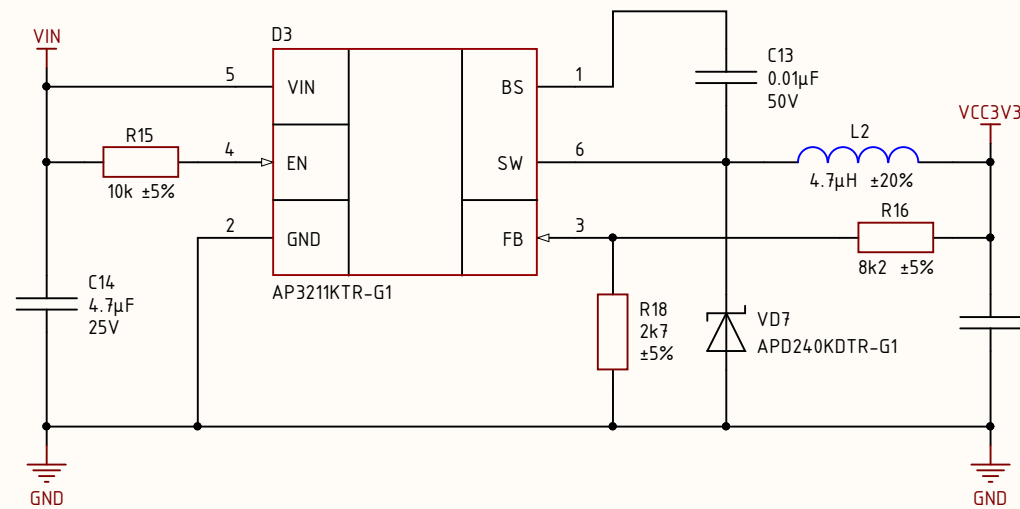 VIN
D3
5
VIN
BS
1
C13
0.01µF
50V
VCC3V3
R15
4
EN
10k ±5%
SW
6
L2
4.7µH ±20%
2
GND
FB
3
R16
8k2 ±5%
AP3211KTR-G1
C14
4.7µF
25V
R18
2k7
±5%
VD7
APD240KDTR-G1
GND
GND